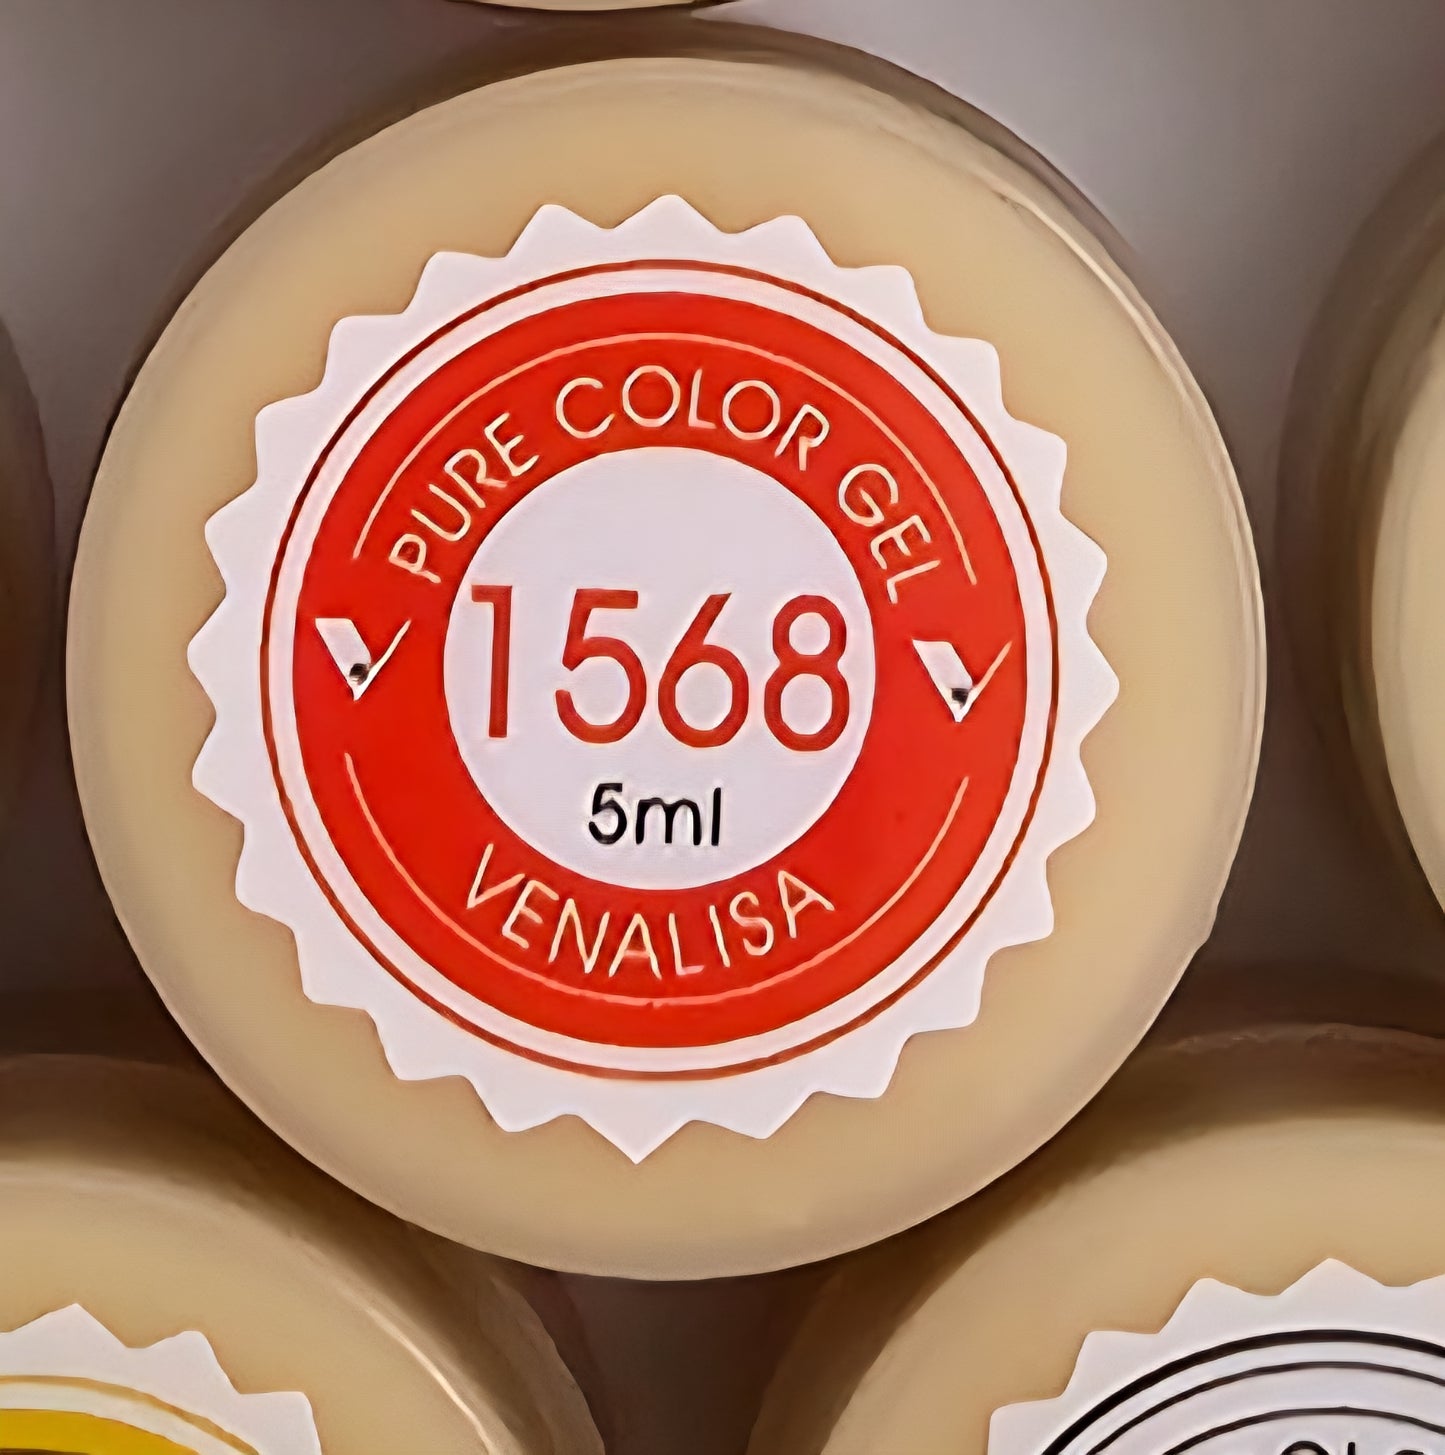 PURE COLOR GEL
1568
5ml
VENALISA